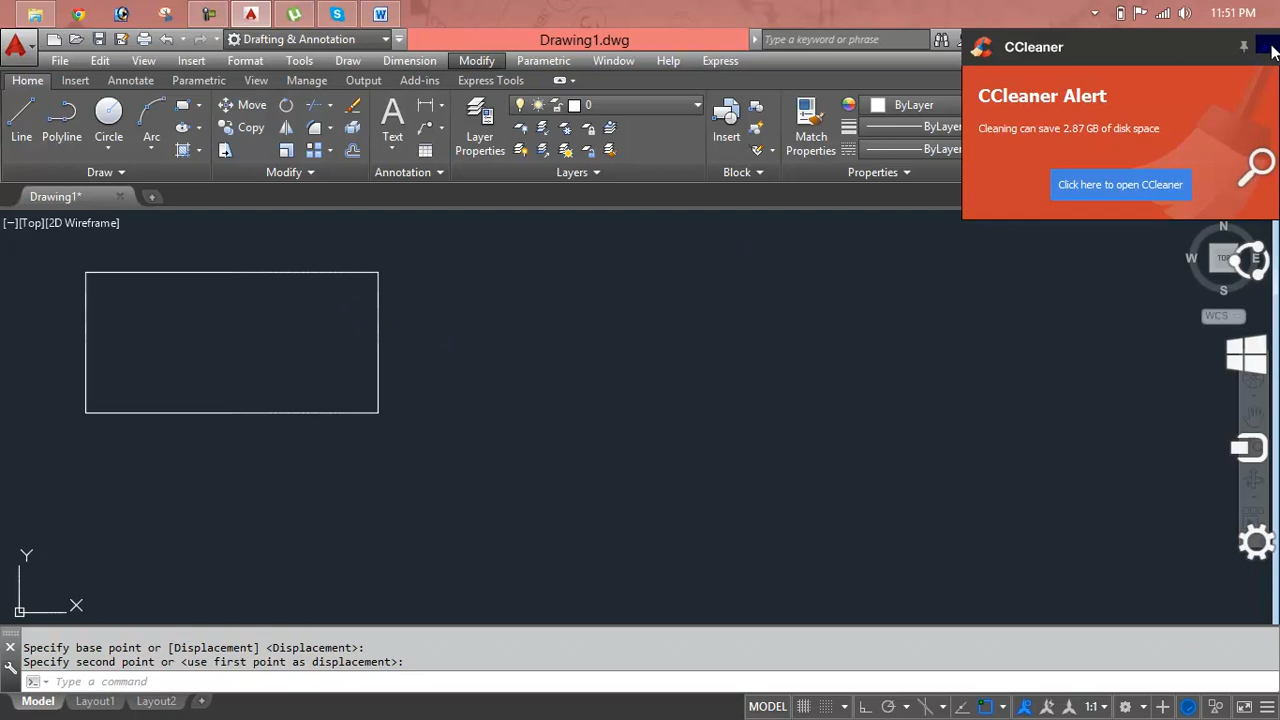 11:51 PM
Drafting & Annotation
Drawing1.dwg
Type a keyword or phrase
File Edit View Insert Format Tools Draw Dimension Modify Parametric Window Help Express
Home Insert Annotate Parametric View Manage Output Add-ins Express Tools
Line
Polyline
Circle
Arc
Move
Copy
Text
Layer
Properties
0
Insert
Match
Properties
ByLayer
ByLayer
ByLayer
Draw
Modify
Annotation
Layers
Block
Properties
CCleaner
CCleaner Alert
Cleaning can save 2.87 GB of disk space
Click here to open CCleaner
Drawing1*
[−][Top][2D Wireframe]
N
W
TOP
E
S
WCS
Y
X
Specify base point or [Displacement] <Displacement>:
Specify second point or <use first point as displacement>:
Type a command
Model Layout1 Layout2
MODEL
1:1